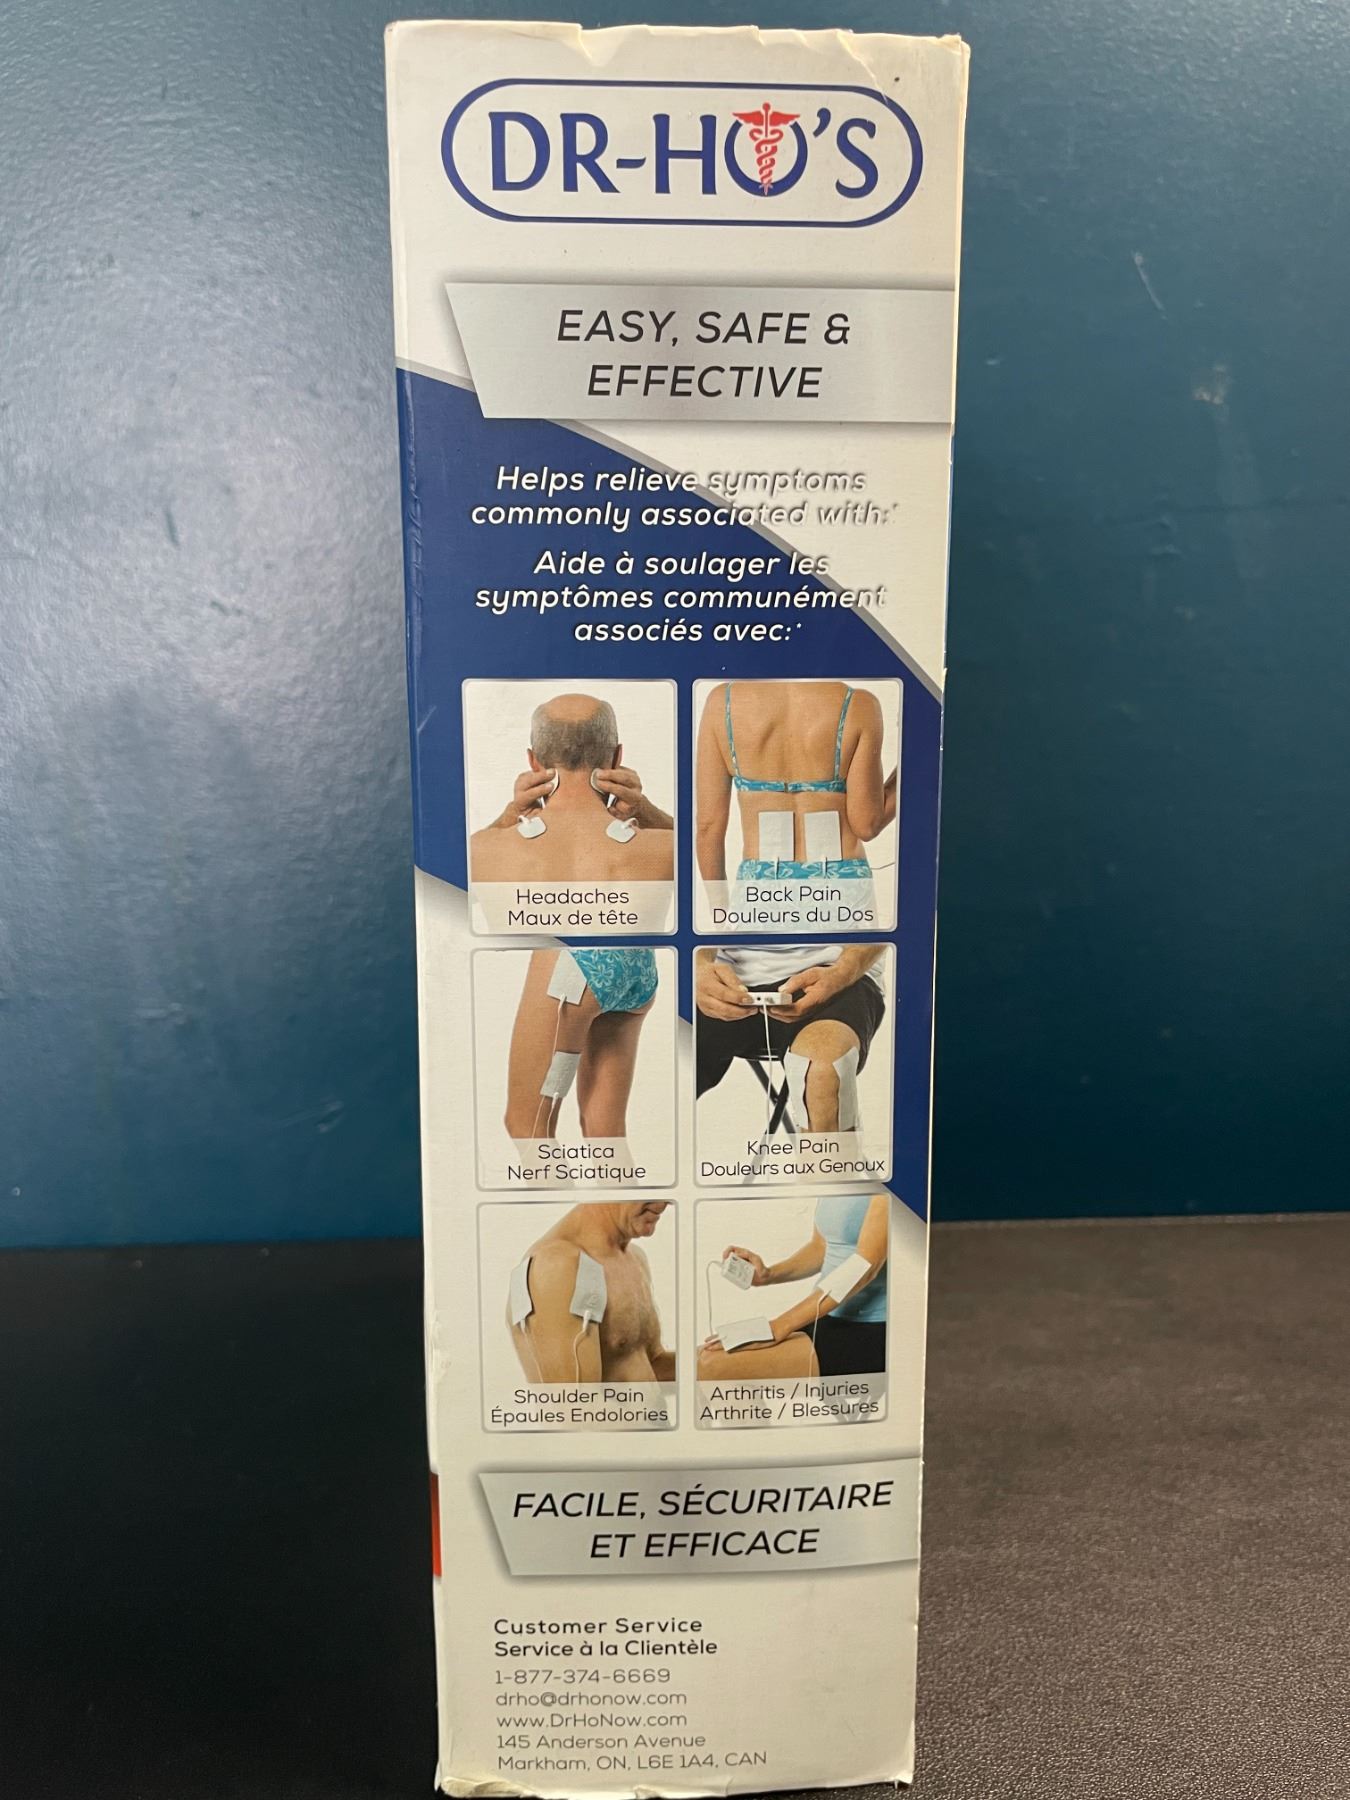 DR-HO'S
EASY, SAFE &
EFFECTIVE
Helps relieve symptoms
commonly associated with:*
Aide à soulager les
symptômes communément
associés avec:*
Headaches
Maux de tête
Back Pain
Douleurs du Dos
Sciatica
Nerf Sciatique
Knee Pain
Douleurs aux Genoux
Shoulder Pain
Épaules Endolories
Arthritis / Injuries
Arthrite / Blessures
FACILE, SÉCURITAIRE
ET EFFICACE
Customer Service
Service à la Clientèle
1-877-374-6669
drho@drhonow.com
www.DrHoNow.com
145 Anderson Avenue
Markham, ON, L6E 1A4, CAN